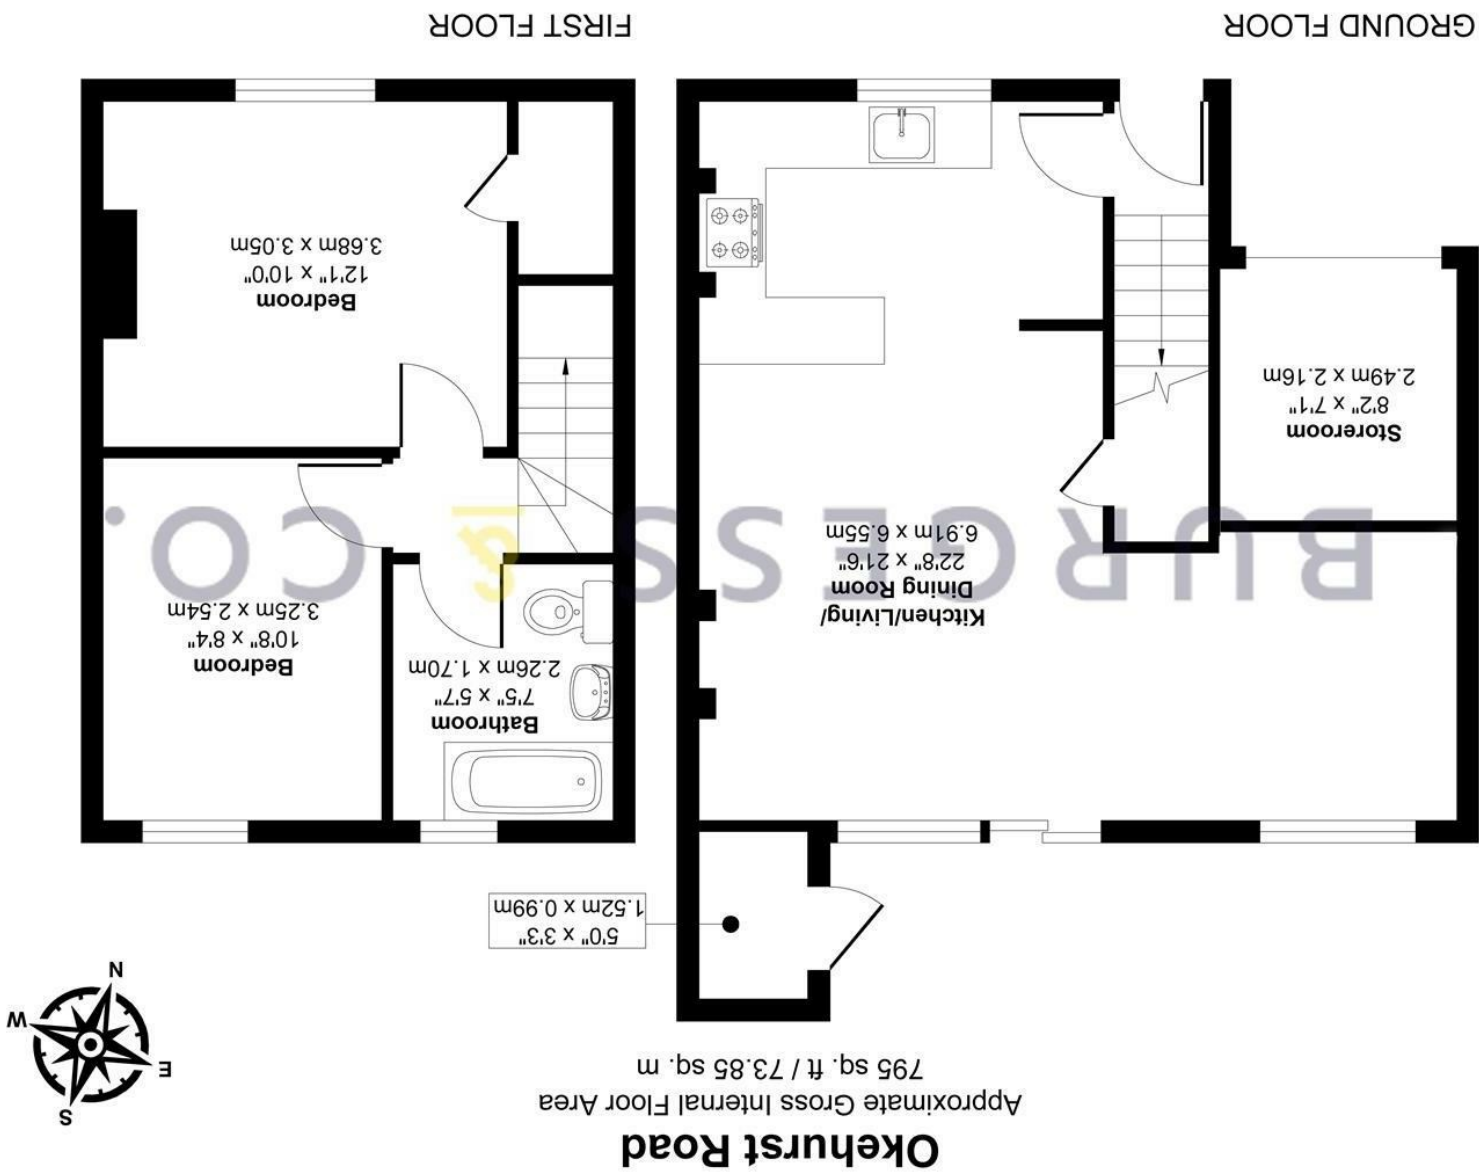 Okehurst Road
Approximate Gross Internal Floor Area
795 sq. ft / 73.85 sq. m
S
E
W
N
5'0" x 3'3"
1.52m x 0.99m
Bathroom
7'5" x 5'7"
2.26m x 1.70m
Bedroom
10'8" x 8'4"
3.25m x 2.54m
Kitchen/Living/
Dining Room
22'8" x 21'6"
6.91m x 6.55m
BURGESS & CO.
Storeroom
8'2" x 7'1"
2.49m x 2.16m
Bedroom
12'1" x 10'0"
3.68m x 3.05m
GROUND FLOOR
FIRST FLOOR